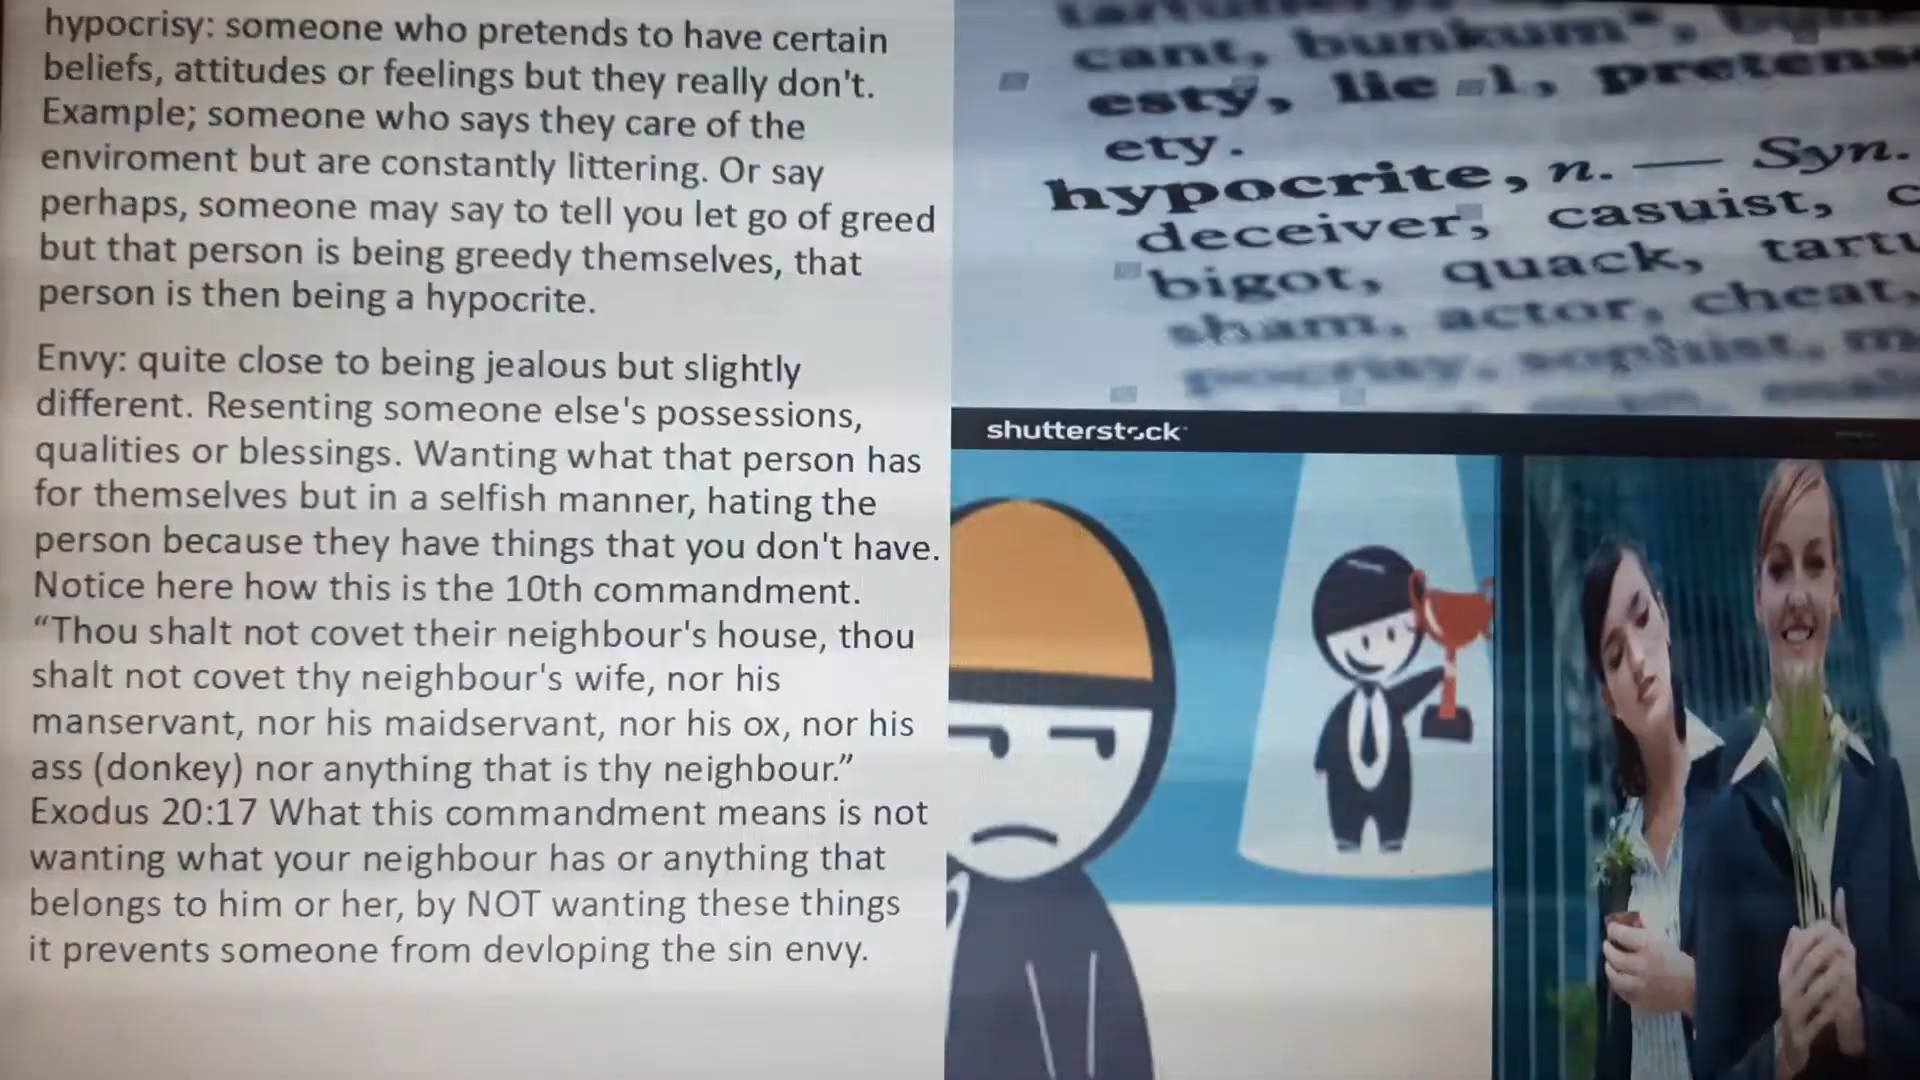 hypocrisy: someone who pretends to have certain
beliefs, attitudes or feelings but they really don't.
Example; someone who says they care of the
enviroment but are constantly littering. Or say
perhaps, someone may say to tell you let go of greed
but that person is being greedy themselves, that
person is then being a hypocrite.
Envy: quite close to being jealous but slightly
different. Resenting someone else's possessions,
qualities or blessings. Wanting what that person has
for themselves but in a selfish manner, hating the
person because they have things that you don't have.
Notice here how this is the 10th commandment.
“Thou shalt not covet their neighbour's house, thou
shalt not covet thy neighbour's wife, nor his
manservant, nor his maidservant, nor his ox, nor his
ass (donkey) nor anything that is thy neighbour.”
Exodus 20:17 What this commandment means is not
wanting what your neighbour has or anything that
belongs to him or her, by NOT wanting these things
it prevents someone from devloping the sin envy.
cant, bunkum*,
esty, lie
ety.
hypocrite, n. — Syn.
deceiver, casuist, c
bigot, quack, tartu
sham, actor, cheat,
shutterstock